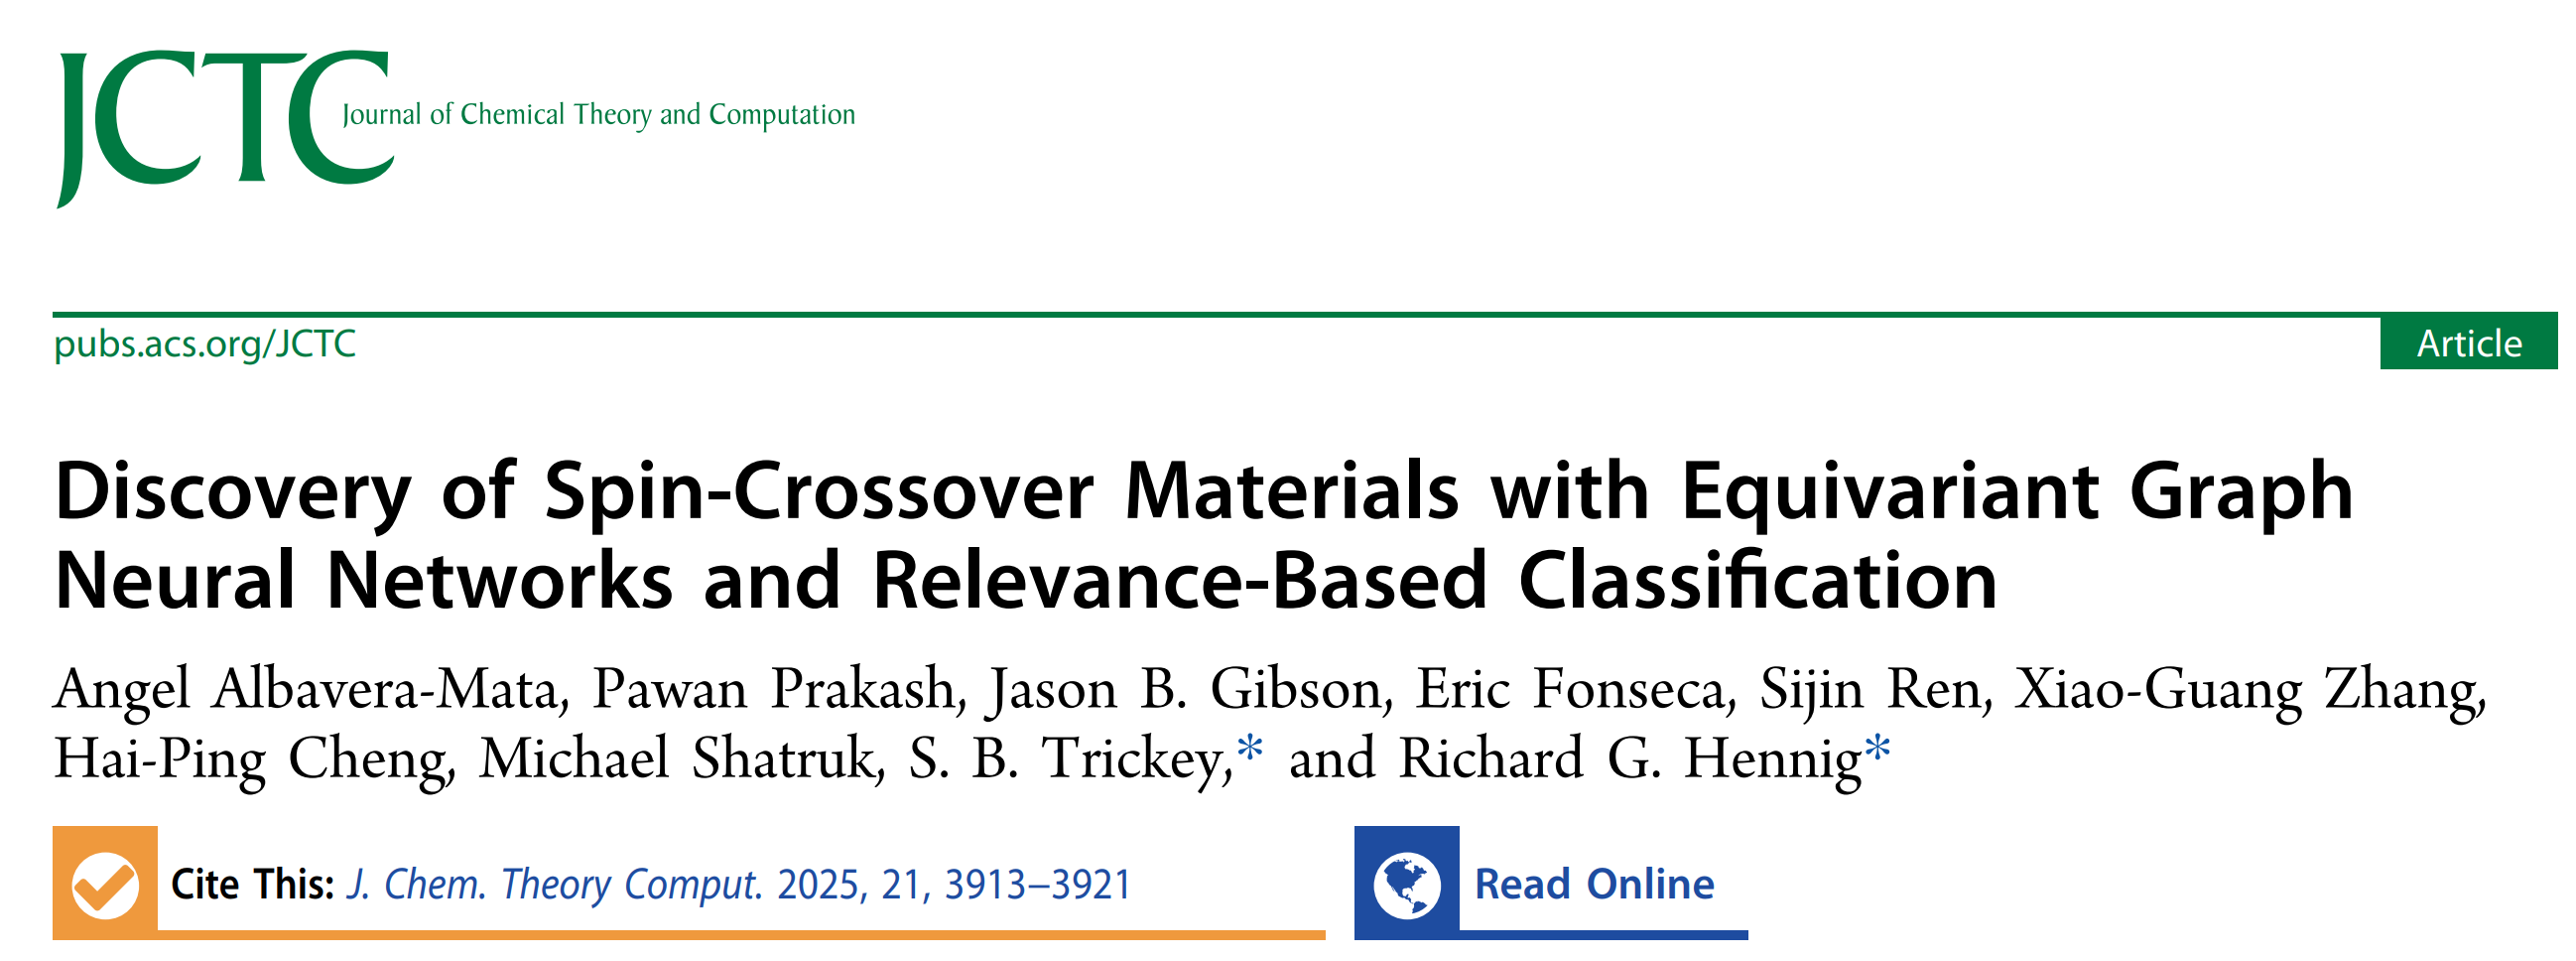 JCTC Journal of Chemical Theory and Computation
pubs.acs.org/JCTC Article
Discovery of Spin-Crossover Materials with Equivariant Graph
Neural Networks and Relevance-Based Classification
Angel Albavera-Mata, Pawan Prakash, Jason B. Gibson, Eric Fonseca, Sijin Ren, Xiao-Guang Zhang,
Hai-Ping Cheng, Michael Shatruk, S. B. Trickey,* and Richard G. Hennig*
Cite This: J. Chem. Theory Comput. 2025, 21, 3913–3921 Read Online